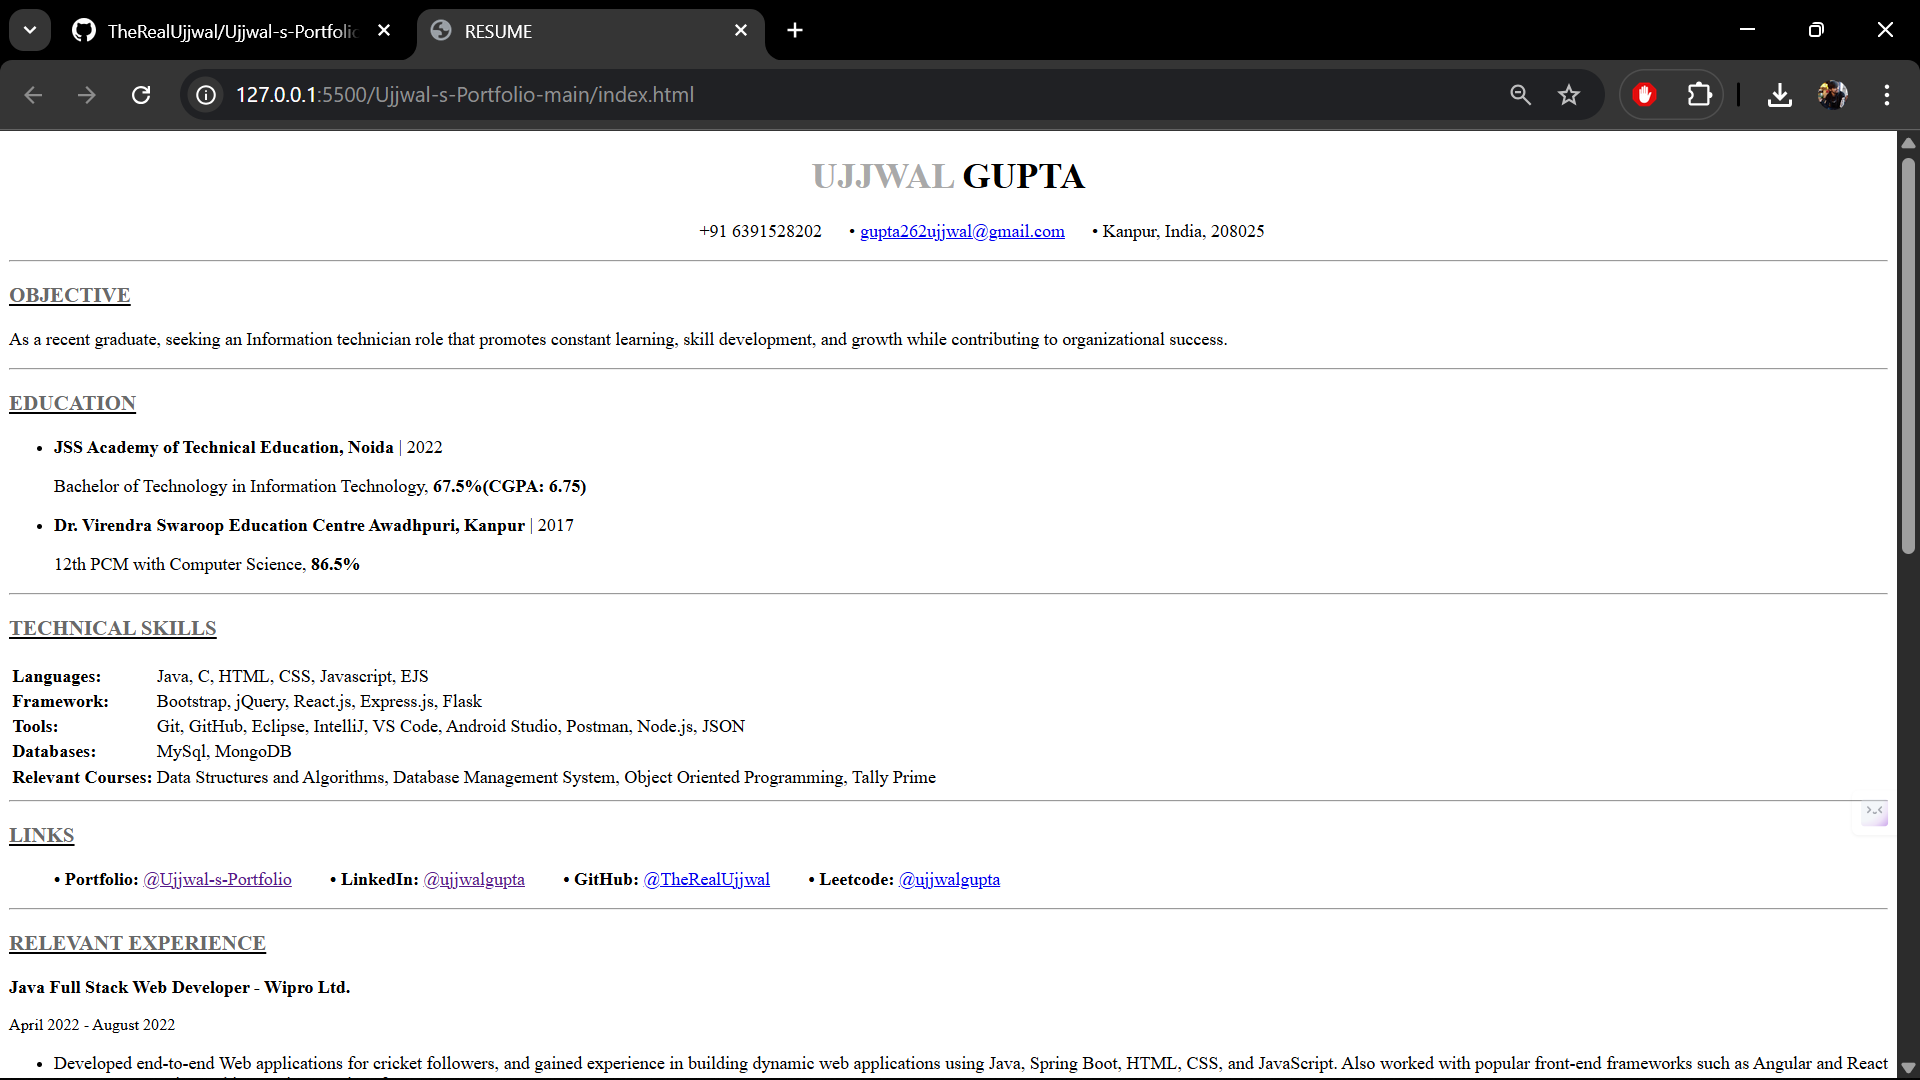 TheRealUjjwal/Ujjwal-s-Portfolio
RESUME
127.0.0.1:5500/Ujjwal-s-Portfolio-main/index.html
UJJWAL GUPTA
+91 6391528202 • gupta262ujjwal@gmail.com • Kanpur, India, 208025
OBJECTIVE
As a recent graduate, seeking an Information technician role that promotes constant learning, skill development, and growth while contributing to organizational success.
EDUCATION
• JSS Academy of Technical Education, Noida | 2022
Bachelor of Technology in Information Technology, 67.5%(CGPA: 6.75)
• Dr. Virendra Swaroop Education Centre Awadhpuri, Kanpur | 2017
12th PCM with Computer Science, 86.5%
TECHNICAL SKILLS
Languages: Java, C, HTML, CSS, Javascript, EJS
Framework: Bootstrap, jQuery, React.js, Express.js, Flask
Tools: Git, GitHub, Eclipse, IntelliJ, VS Code, Android Studio, Postman, Node.js, JSON
Databases: MySql, MongoDB
Relevant Courses: Data Structures and Algorithms, Database Management System, Object Oriented Programming, Tally Prime
LINKS
• Portfolio: @Ujjwal-s-Portfolio • LinkedIn: @ujjwalgupta • GitHub: @TheRealUjjwal • Leetcode: @ujjwalgupta
RELEVANT EXPERIENCE
Java Full Stack Web Developer - Wipro Ltd.
April 2022 - August 2022
• Developed end-to-end Web applications for cricket followers, and gained experience in building dynamic web applications using Java, Spring Boot, HTML, CSS, and JavaScript. Also worked with popular front-end frameworks such as Angular and React